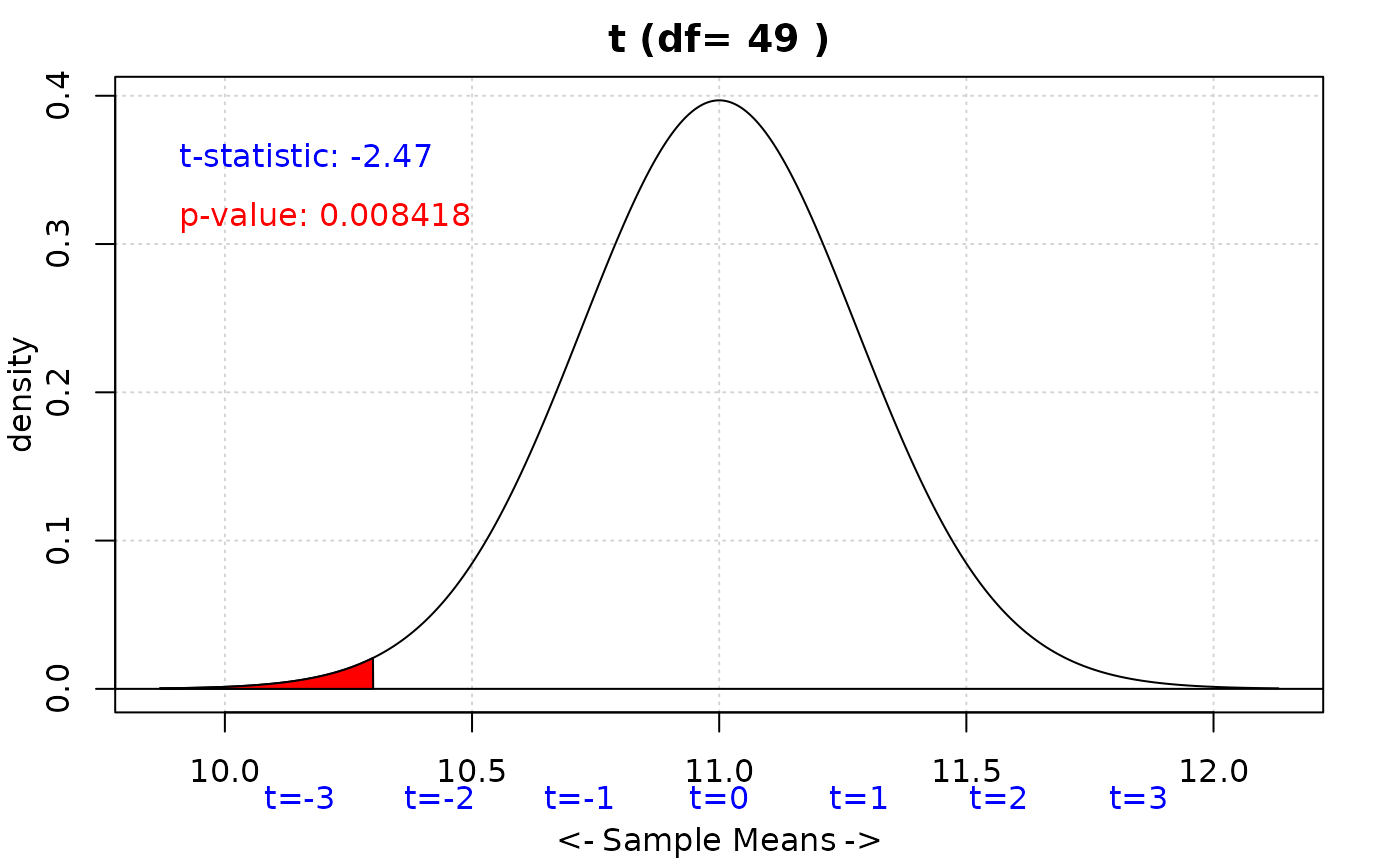 t (df= 49 )
t-statistic: -2.47
p-value: 0.008418
density
0.4
0.3
0.2
0.1
0.0
10.0 10.5 11.0 11.5 12.0
t=-3 t=-2 t=-1 t=0 t=1 t=2 t=3
<- Sample Means ->